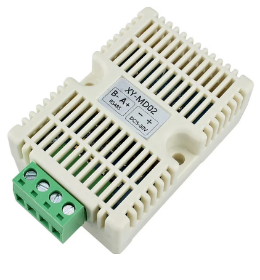 XY-MD02
B- A+ - +
RS485 DC5-30V